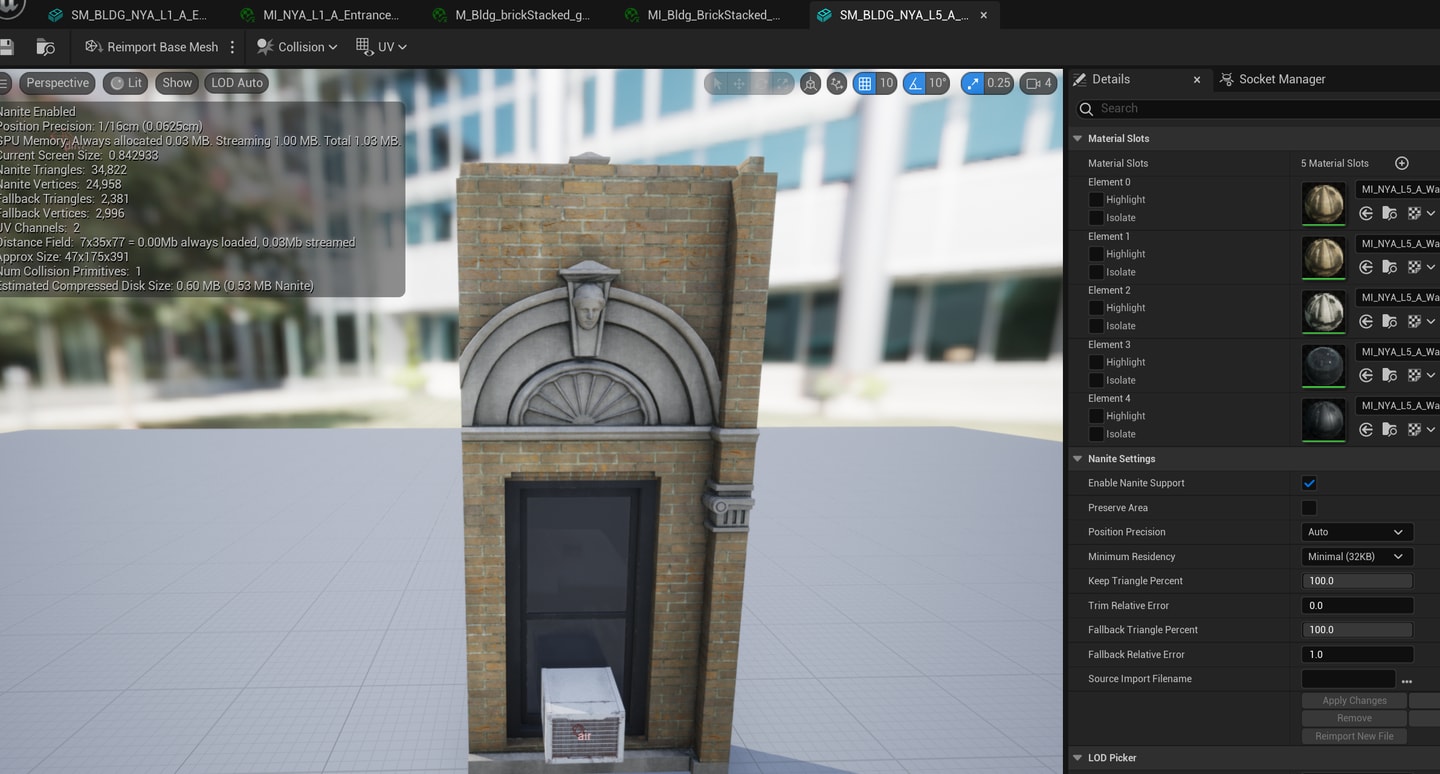 SM_BLDG_NYA_L1_A_E...
MI_NYA_L1_A_Entrance...
M_Bldg_brickStacked_g...
MI_Bldg_BrickStacked_...
SM_BLDG_NYA_L5_A_...
Reimport Base Mesh
Collision
UV
Perspective
Lit
Show
LOD Auto
10
10°
0.25
4
Nanite Enabled
Position Precision: 1/16cm (0.0625cm)
GPU Memory: Always allocated 0.03 MB. Streaming 1.00 MB. Total 1.03 MB.
Current Screen Size: 0.842933
Nanite Triangles: 34,822
Nanite Vertices: 24,958
Fallback Triangles: 2,381
Fallback Vertices: 2,996
UV Channels: 2
Distance Field: 7x35x77 = 0.00Mb always loaded, 0.03Mb streamed
Approx Size: 47x175x391
Num Collision Primitives: 1
Estimated Compressed Disk Size: 0.60 MB (0.53 MB Nanite)
air
Details
Socket Manager
Search
Material Slots
Material Slots
5 Material Slots
Element 0
Highlight
Isolate
MI_NYA_L5_A_Wa
Element 1
Highlight
Isolate
MI_NYA_L5_A_Wa
Element 2
Highlight
Isolate
MI_NYA_L5_A_Wa
Element 3
Highlight
Isolate
MI_NYA_L5_A_Wa
Element 4
Highlight
Isolate
MI_NYA_L5_A_Wa
Nanite Settings
Enable Nanite Support
Preserve Area
Position Precision
Auto
Minimum Residency
Minimal (32KB)
Keep Triangle Percent
100.0
Trim Relative Error
0.0
Fallback Triangle Percent
100.0
Fallback Relative Error
1.0
Source Import Filename
Apply Changes
Remove
Reimport New File
LOD Picker